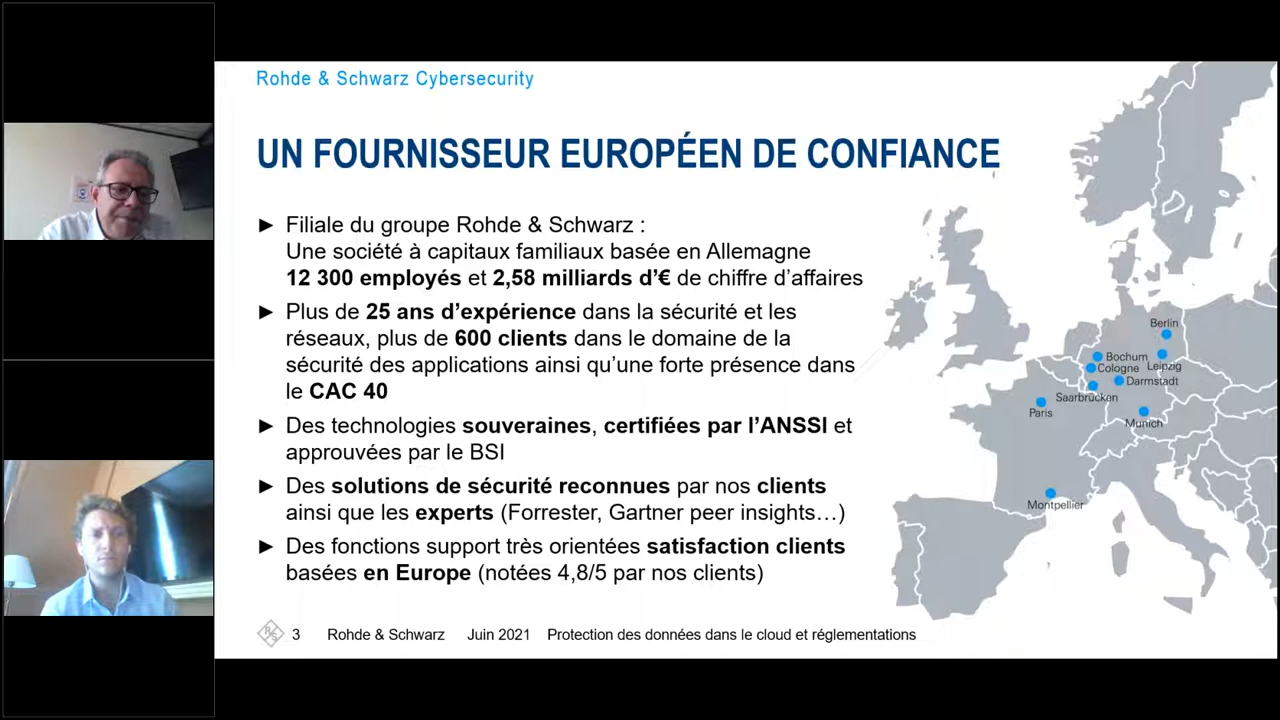 Rohde & Schwarz Cybersecurity
UN FOURNISSEUR EUROPÉEN DE CONFIANCE
► Filiale du groupe Rohde & Schwarz :
Une société à capitaux familiaux basée en Allemagne
12 300 employés et 2,58 milliards d’€ de chiffre d’affaires
► Plus de 25 ans d’expérience dans la sécurité et les
réseaux, plus de 600 clients dans le domaine de la
sécurité des applications ainsi qu’une forte présence dans
le CAC 40
► Des technologies souveraines, certifiées par l’ANSSI et
approuvées par le BSI
► Des solutions de sécurité reconnues par nos clients
ainsi que les experts (Forrester, Gartner peer insights…)
► Des fonctions support très orientées satisfaction clients
basées en Europe (notées 4,8/5 par nos clients)
Berlin
Bochum
Cologne
Leipzig
Darmstadt
Saarbrücken
Paris
Munich
Montpellier
R&S 3 Rohde & Schwarz Juin 2021 Protection des données dans le cloud et réglementations